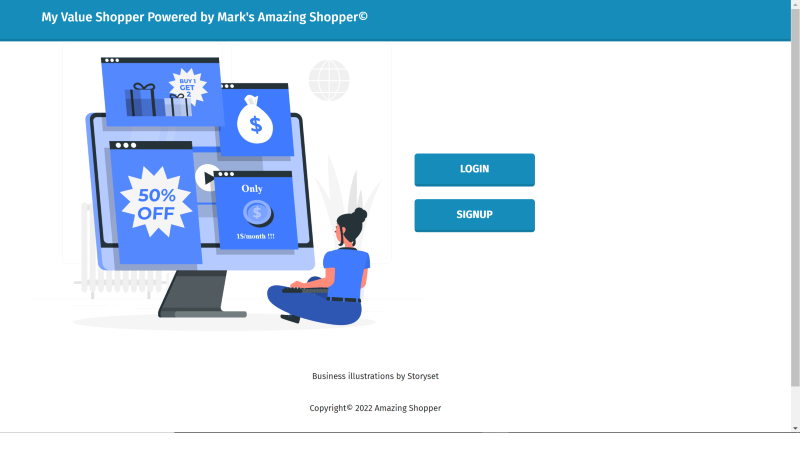 My Value Shopper Powered by Mark's Amazing Shopper©
BUY 1
GET
2
$
50%
OFF
Only
$
1$/month !!!
LOGIN
SIGNUP
Business illustrations by Storyset
Copyright© 2022 Amazing Shopper